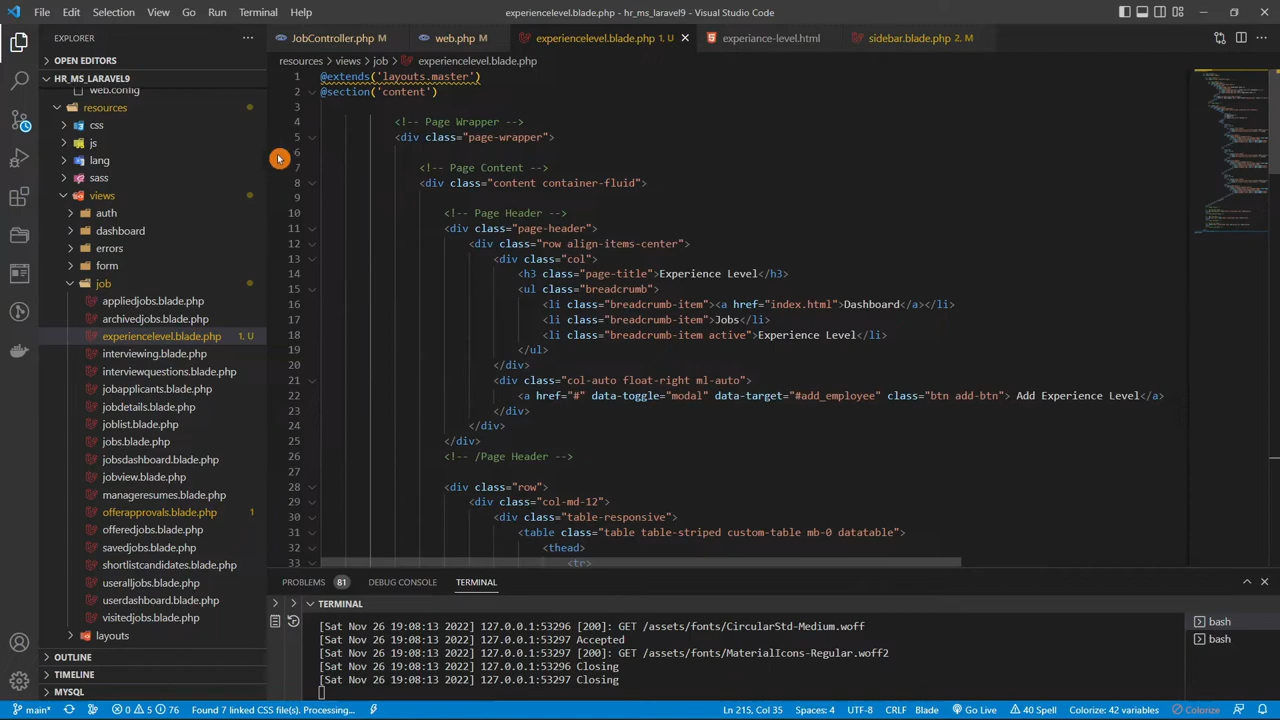 File Edit Selection View Go Run Terminal Help experiencelevel.blade.php - hr_ms_laravel9 - Visual Studio Code
EXPLORER ···
OPEN EDITORS
HR_MS_LARAVEL9
web.config
resources
css
js
lang
sass
views
auth
dashboard
errors
form
job
appliedjobs.blade.php
archivedjobs.blade.php
experiencelevel.blade.php 1, U
interviewing.blade.php
interviewquestions.blade.php
jobapplicants.blade.php
jobdetails.blade.php
joblist.blade.php
jobs.blade.php
jobsdashboard.blade.php
jobview.blade.php
manageresumes.blade.php
offerapprovals.blade.php 1
offeredjobs.blade.php
savedjobs.blade.php
shortlistcandidates.blade.php
useralljobs.blade.php
userdashboard.blade.php
visitedjobs.blade.php
layouts
OUTLINE
TIMELINE
MYSQL
JobController.php M web.php M experiencelevel.blade.php 1, U experiance-level.html sidebar.blade.php 2, M
resources > views > job > experiencelevel.blade.php
1 @extends('layouts.master')
2 @section('content')
3
4 <!-- Page Wrapper -->
5 <div class="page-wrapper">
6
7 <!-- Page Content -->
8 <div class="content container-fluid">
9
10 <!-- Page Header -->
11 <div class="page-header">
12 <div class="row align-items-center">
13 <div class="col">
14 <h3 class="page-title">Experience Level</h3>
15 <ul class="breadcrumb">
16 <li class="breadcrumb-item"><a href="index.html">Dashboard</a></li>
17 <li class="breadcrumb-item">Jobs</li>
18 <li class="breadcrumb-item active">Experience Level</li>
19 </ul>
20 </div>
21 <div class="col-auto float-right ml-auto">
22 <a href="#" data-toggle="modal" data-target="#add_employee" class="btn add-btn"> Add Experience Level</a>
23 </div>
24 </div>
25 </div>
26 <!-- /Page Header -->
27
28 <div class="row">
29 <div class="col-md-12">
30 <div class="table-responsive">
31 <table class="table table-striped custom-table mb-0 datatable">
32 <thead>
33 <tr>
PROBLEMS 81 DEBUG CONSOLE TERMINAL
TERMINAL
[Sat Nov 26 19:08:13 2022] 127.0.0.1:53296 [200]: GET /assets/fonts/CircularStd-Medium.woff
[Sat Nov 26 19:08:13 2022] 127.0.0.1:53297 Accepted
[Sat Nov 26 19:08:13 2022] 127.0.0.1:53297 [200]: GET /assets/fonts/MaterialIcons-Regular.woff2
[Sat Nov 26 19:08:13 2022] 127.0.0.1:53296 Closing
[Sat Nov 26 19:08:13 2022] 127.0.0.1:53297 Closing
bash
bash
main* 0 5 76 Found 7 linked CSS file(s). Processing... Ln 215, Col 35 Spaces: 4 UTF-8 CRLF Blade Go Live 40 Spell Colorize: 42 variables Colorize